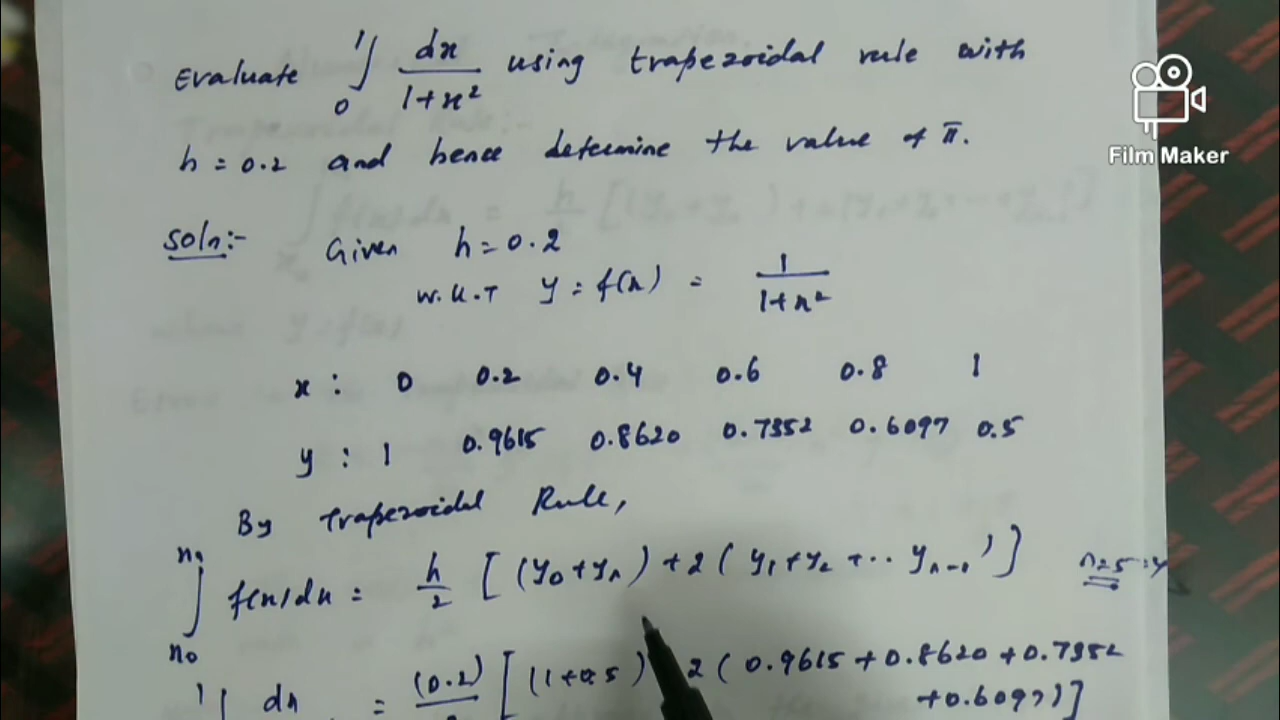 Evaluate ₀∫¹ dx/(1+x²) using trapezoidal rule with
h = 0.2 and hence determine the value of π.
Film Maker
Soln:- Given h = 0.2
W.K.T y = f(x) = 1/(1+x²)
x : 0 0.2 0.4 0.6 0.8 1
y : 1 0.9615 0.8620 0.7352 0.6097 0.5
By Trapezoidal Rule,
∫ f(x)dx = h/2 [(y₀+yₙ) + 2(y₁+y₂+...yₙ₋₁)]
∫ dx = (0.2) [(1+0.5) 2(0.9615+0.8620+0.7352
+0.6097)]